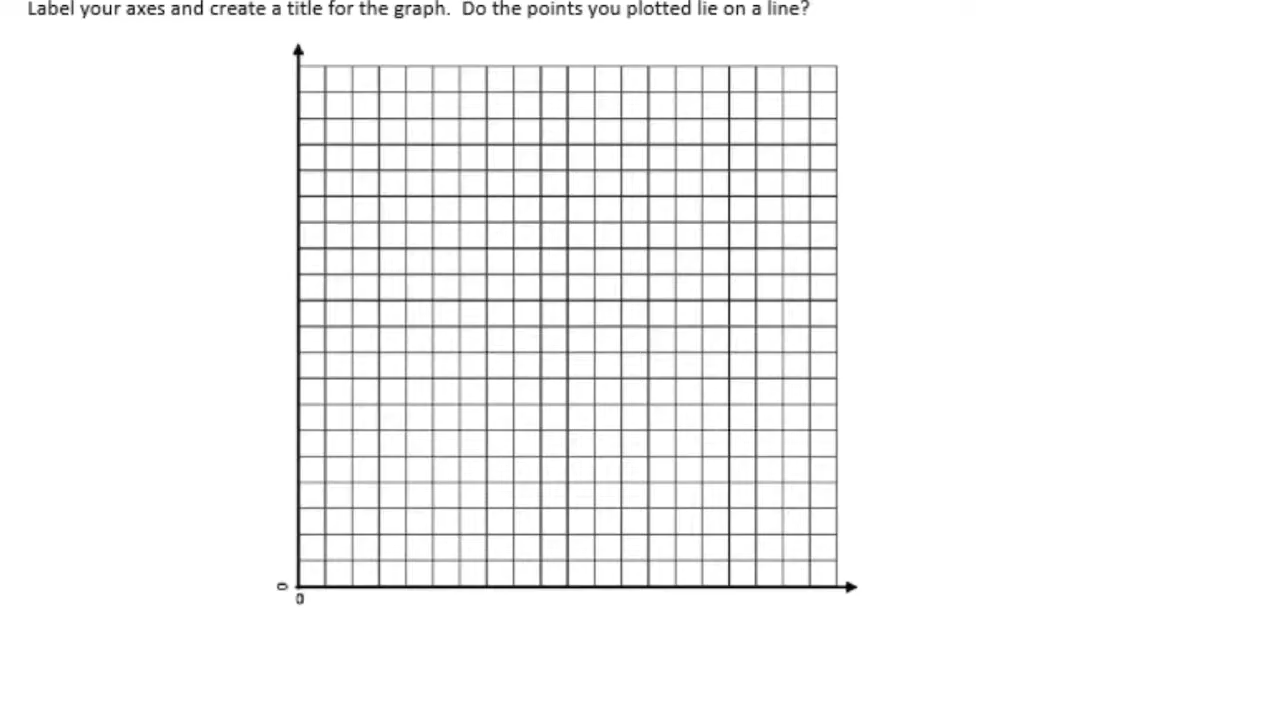 Label your axes and create a title for the graph.  Do the points you plotted lie on a line?
0
0